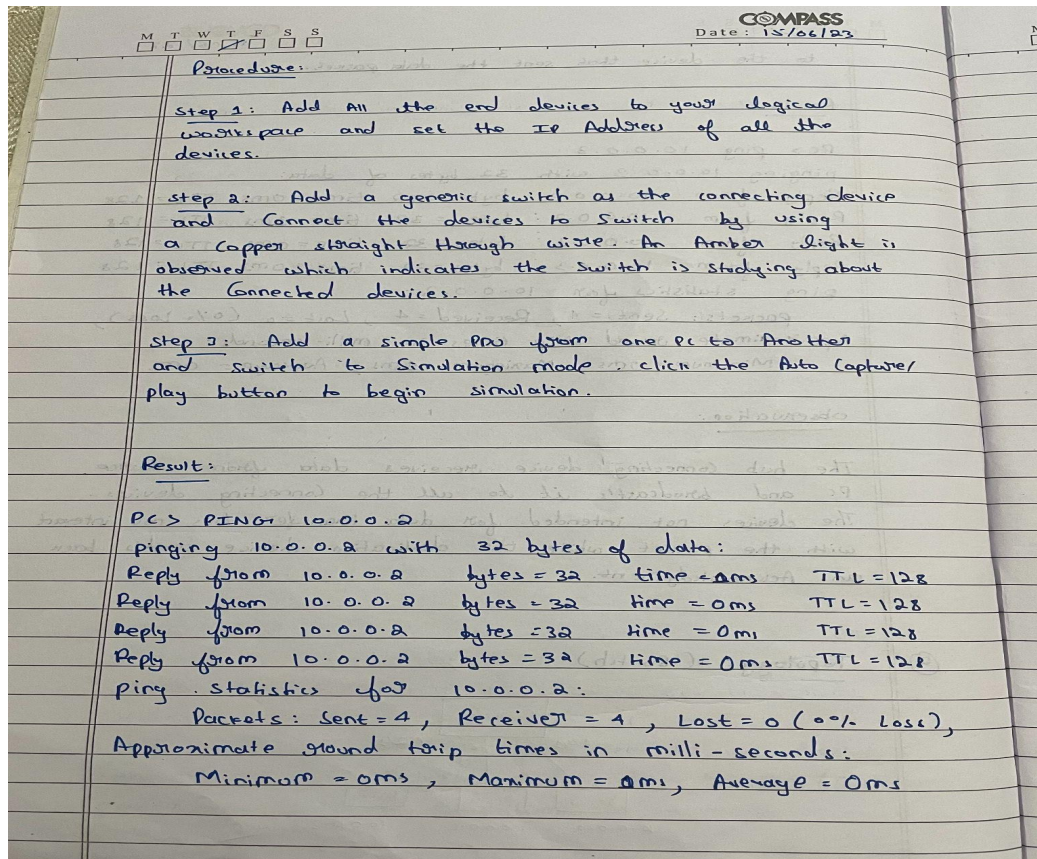 COMPASS
M T W T F S S
Date: 15/06/23
Procedure:
Step 1: Add All the end devices to your logical
workspace and set the IP Address of all the
devices.
Step 2: Add a generic switch as the connecting device
and Connect the devices to Switch by using
a Copper straight through wire. An Amber light is
observed which indicates the Switch is studying about
the Connected devices.
Step 3: Add a simple PDU from one PC to Another
and Switch to Simulation mode. click the Auto Capture/
play button to begin simulation.
Result:
PC> PING 10.0.0.2
pinging 10.0.0.2 with 32 bytes of data:
Reply from 10.0.0.2 bytes = 32 time = 0ms TTL = 128
Reply from 10.0.0.2 bytes = 32 time = 0ms TTL = 128
Reply from 10.0.0.2 bytes = 32 time = 0ms TTL = 128
Reply from 10.0.0.2 bytes = 32 time = 0ms TTL = 128
ping statistics for 10.0.0.2:
Packets: Sent = 4, Receiver = 4, Lost = 0 (0% Loss),
Approximate round trip times in milli-seconds:
Minimum = 0ms, Maximum = 0ms, Average = 0ms